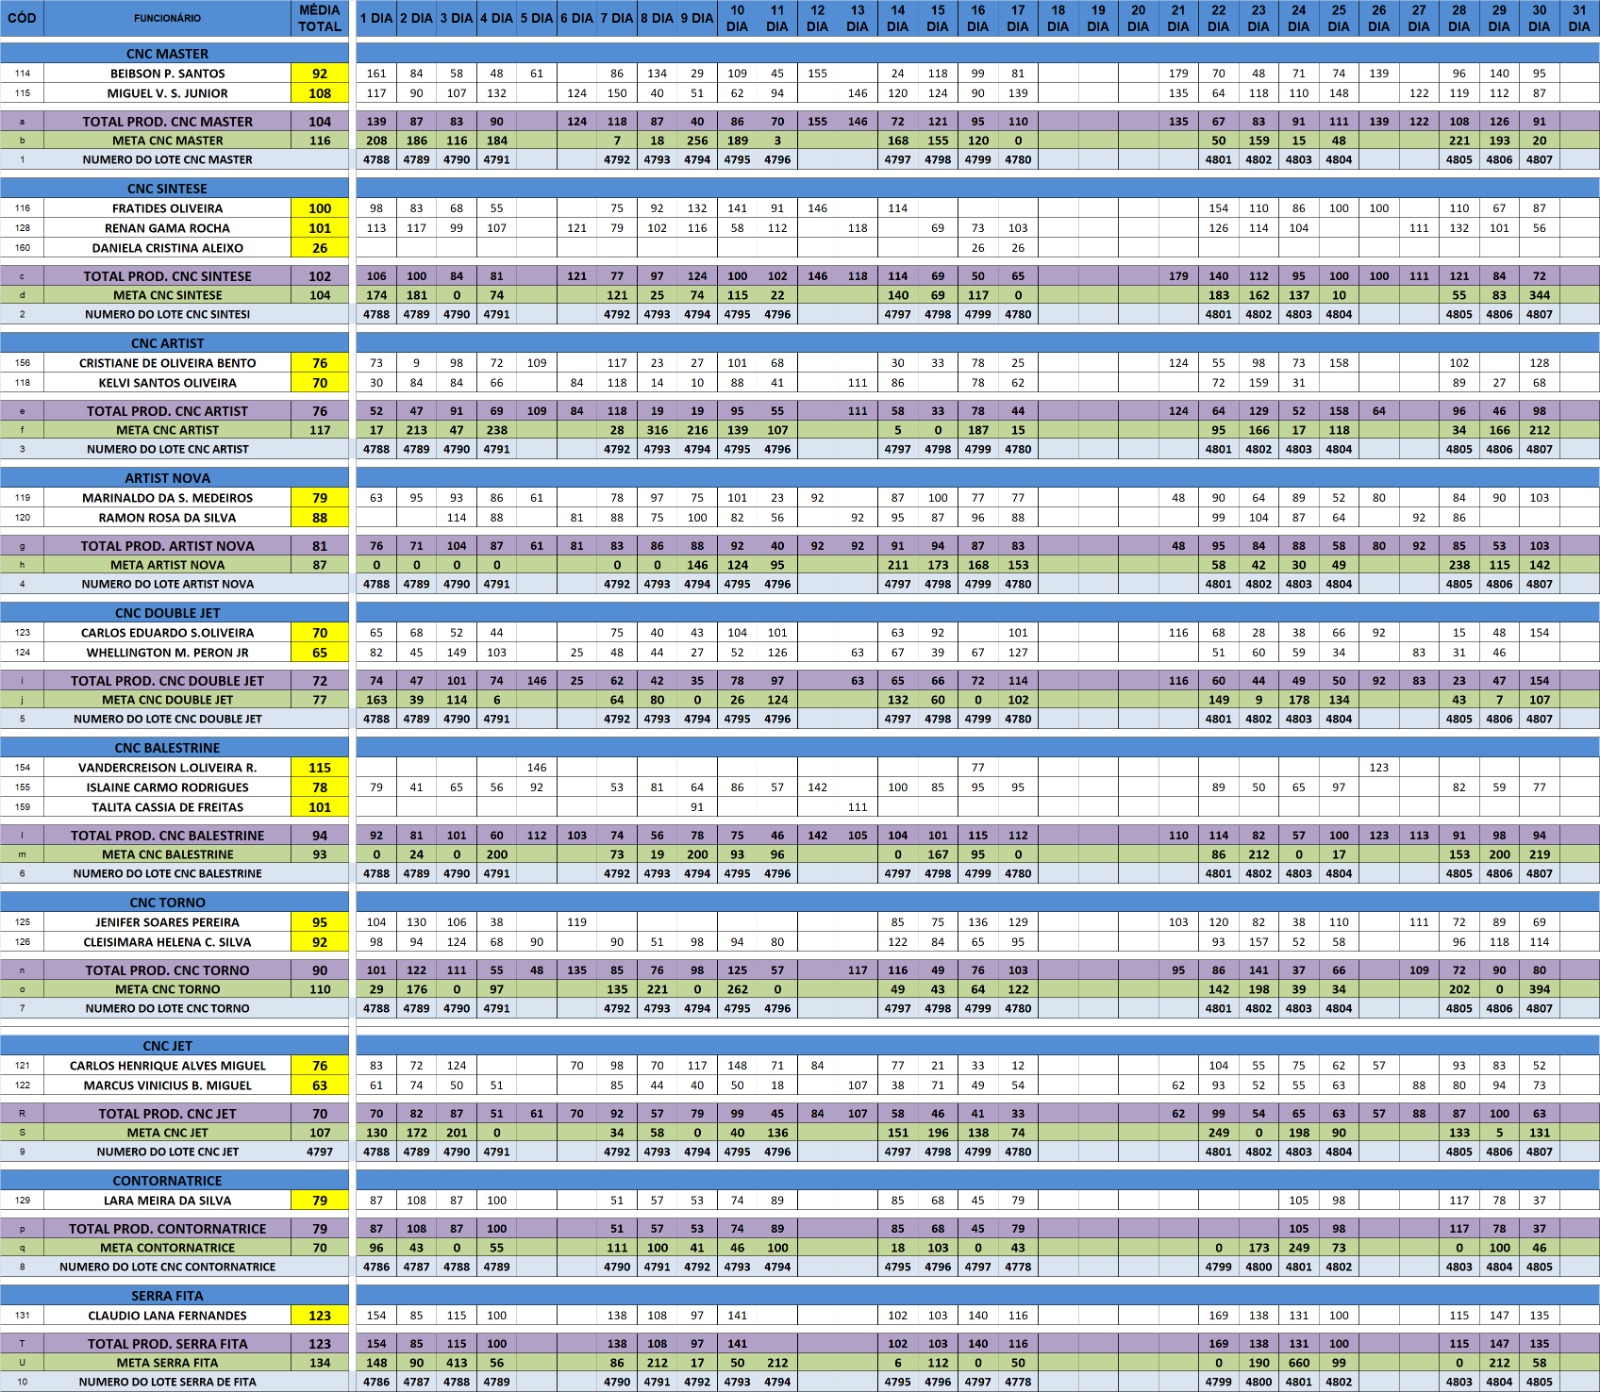 CÓD FUNCIONÁRIO MÉDIA TOTAL 1 DIA 2 DIA 3 DIA 4 DIA 5 DIA 6 DIA 7 DIA 8 DIA 9 DIA 10 DIA 11 DIA 12 DIA 13 DIA 14 DIA 15 DIA 16 DIA 17 DIA 18 DIA 19 DIA 20 DIA 21 DIA 22 DIA 23 DIA 24 DIA 25 DIA 26 DIA 27 DIA 28 DIA 29 DIA 30 DIA 31 DIA
CNC MASTER
114 BEIBSON P. SANTOS 92 161 84 58 48 61 86 134 29 109 45 155 24 118 99 81 179 70 48 71 74 139 96 140 95
115 MIGUEL V. S. JUNIOR 108 117 90 107 132 124 150 40 51 62 94 146 120 124 90 139 135 64 118 110 148 122 119 112 87
a TOTAL PROD. CNC MASTER 104 139 87 83 90 124 118 87 40 86 70 155 146 72 121 95 110 135 67 83 91 111 139 122 108 126 91
b META CNC MASTER 116 208 186 116 184 7 18 256 189 3 168 155 120 0 50 159 15 48 221 193 20
1 NUMERO DO LOTE CNC MASTER 4788 4789 4790 4791 4792 4793 4794 4795 4796 4797 4798 4799 4780 4801 4802 4803 4804 4805 4806 4807
CNC SINTESE
116 FRATIDES OLIVEIRA 100 98 83 68 55 75 92 132 141 91 146 114 154 110 86 100 100 110 67 87
128 RENAN GAMA ROCHA 101 113 117 99 107 121 79 102 116 58 112 118 69 73 103 126 114 104 111 132 101 56
160 DANIELA CRISTINA ALEIXO 26 26 26
c TOTAL PROD. CNC SINTESE 102 106 100 84 81 121 77 97 124 100 102 146 118 114 69 50 65 179 140 112 95 100 100 111 121 84 72
d META CNC SINTESE 104 174 181 0 74 121 25 74 115 22 140 69 117 0 183 162 137 10 55 83 344
2 NUMERO DO LOTE CNC SINTESI 4788 4789 4790 4791 4792 4793 4794 4795 4796 4797 4798 4799 4780 4801 4802 4803 4804 4805 4806 4807
CNC ARTIST
156 CRISTIANE DE OLIVEIRA BENTO 76 73 9 98 72 109 117 23 27 101 68 30 33 78 25 124 55 98 73 158 102 128
118 KELVI SANTOS OLIVEIRA 70 30 84 84 66 84 118 14 10 88 41 111 86 78 62 72 159 31 89 27 68
e TOTAL PROD. CNC ARTIST 76 52 47 91 69 109 84 118 19 19 95 55 111 58 33 78 44 124 64 129 52 158 64 96 46 98
f META CNC ARTIST 117 17 213 47 238 28 316 216 139 107 5 0 187 15 95 166 17 118 34 166 212
3 NUMERO DO LOTE CNC ARTIST 4788 4789 4790 4791 4792 4793 4794 4795 4796 4797 4798 4799 4780 4801 4802 4803 4804 4805 4806 4807
ARTIST NOVA
119 MARINALDO DA S. MEDEIROS 79 63 95 93 86 61 78 97 75 101 23 92 87 100 77 77 48 90 64 89 52 80 84 90 103
120 RAMON ROSA DA SILVA 88 114 88 81 88 75 100 82 56 92 95 87 96 88 99 104 87 64 92 86
g TOTAL PROD. ARTIST NOVA 81 76 71 104 87 61 81 83 86 88 92 40 92 92 91 94 87 83 48 95 84 88 58 80 92 85 53 103
h META ARTIST NOVA 87 0 0 0 0 0 0 146 124 95 211 173 168 153 58 42 30 49 238 115 142
4 NUMERO DO LOTE ARTIST NOVA 4788 4789 4790 4791 4792 4793 4794 4795 4796 4797 4798 4799 4780 4801 4802 4803 4804 4805 4806 4807
CNC DOUBLE JET
123 CARLOS EDUARDO S.OLIVEIRA 70 65 68 52 44 75 40 43 104 101 63 92 101 116 68 28 38 66 92 15 48 154
124 WHELLINGTON M. PERON JR 65 82 45 149 103 25 48 44 27 52 126 63 67 39 67 127 51 60 59 34 83 31 46
i TOTAL PROD. CNC DOUBLE JET 72 74 47 101 74 146 25 62 42 35 78 97 63 65 66 72 114 116 60 44 49 50 92 83 23 47 154
j META CNC DOUBLE JET 77 163 39 114 6 64 80 0 26 124 132 60 0 102 149 9 178 134 43 7 107
5 NUMERO DO LOTE CNC DOUBLE JET 4788 4789 4790 4791 4792 4793 4794 4795 4796 4797 4798 4799 4780 4801 4802 4803 4804 4805 4806 4807
CNC BALESTRINE
154 VANDERCREISON L.OLIVEIRA R. 115 146 77 123
155 ISLAINE CARMO RODRIGUES 78 79 41 65 56 92 53 81 64 86 57 142 100 85 95 95 89 50 65 97 82 59 77
159 TALITA CASSIA DE FREITAS 101 91 111
l TOTAL PROD. CNC BALESTRINE 94 92 81 101 60 112 103 74 56 78 75 46 142 105 104 101 115 112 110 114 82 57 100 123 113 91 98 94
m META CNC BALESTRINE 93 0 24 0 200 73 19 200 93 96 0 167 95 0 86 212 0 17 153 200 219
6 NUMERO DO LOTE CNC BALESTRINE 4788 4789 4790 4791 4792 4793 4794 4795 4796 4797 4798 4799 4780 4801 4802 4803 4804 4805 4806 4807
CNC TORNO
125 JENIFER SOARES PEREIRA 95 104 130 106 38 119 85 75 136 129 103 120 82 38 110 111 72 89 69
126 CLEISIMARA HELENA C. SILVA 92 98 94 124 68 90 90 51 98 94 80 122 84 65 95 93 157 52 58 96 118 114
n TOTAL PROD. CNC TORNO 90 101 122 111 55 48 135 85 76 98 125 57 117 116 49 76 103 95 86 141 37 66 109 72 90 80
o META CNC TORNO 110 29 176 0 97 135 221 0 262 0 49 43 64 122 142 198 39 34 202 0 394
7 NUMERO DO LOTE CNC TORNO 4788 4789 4790 4791 4792 4793 4794 4795 4796 4797 4798 4799 4780 4801 4802 4803 4804 4805 4806 4807
CNC JET
121 CARLOS HENRIQUE ALVES MIGUEL 76 83 72 124 70 98 70 117 148 71 84 77 21 33 12 104 55 75 62 57 93 83 52
122 MARCUS VINICIUS B. MIGUEL 63 61 74 50 51 85 44 40 50 18 107 38 71 49 54 62 93 52 55 63 88 80 94 73
R TOTAL PROD. CNC JET 70 70 82 87 51 61 70 92 57 79 99 45 84 107 58 46 41 33 62 99 54 65 63 57 88 87 100 63
S META CNC JET 107 130 172 201 0 34 58 0 40 136 151 196 138 74 249 0 198 90 133 5 131
9 NUMERO DO LOTE CNC JET 4797 4788 4789 4790 4791 4792 4793 4794 4795 4796 4797 4798 4799 4780 4801 4802 4803 4804 4805 4806 4807
CONTORNATRICE
129 LARA MEIRA DA SILVA 79 87 108 87 100 51 57 53 74 89 85 68 45 79 105 98 117 78 37
p TOTAL PROD. CONTORNATRICE 79 87 108 87 100 51 57 53 74 89 85 68 45 79 105 98 117 78 37
q META CONTORNATRICE 70 96 43 0 55 111 100 41 46 100 18 103 0 43 0 173 249 73 0 100 46
8 NUMERO DO LOTE CNC CONTORNATRICE 4786 4787 4788 4789 4790 4791 4792 4793 4794 4795 4796 4797 4778 4799 4800 4801 4802 4803 4804 4805
SERRA FITA
131 CLAUDIO LANA FERNANDES 123 154 85 115 100 138 108 97 141 102 103 140 116 169 138 131 100 115 147 135
T TOTAL PROD. SERRA FITA 123 154 85 115 100 138 108 97 141 102 103 140 116 169 138 131 100 115 147 135
U META SERRA FITA 134 148 90 413 56 86 212 17 50 212 6 112 0 50 0 190 660 99 0 212 58
10 NUMERO DO LOTE SERRA DE FITA 4786 4787 4788 4789 4790 4791 4792 4793 4794 4795 4796 4797 4778 4799 4800 4801 4802 4803 4804 4805